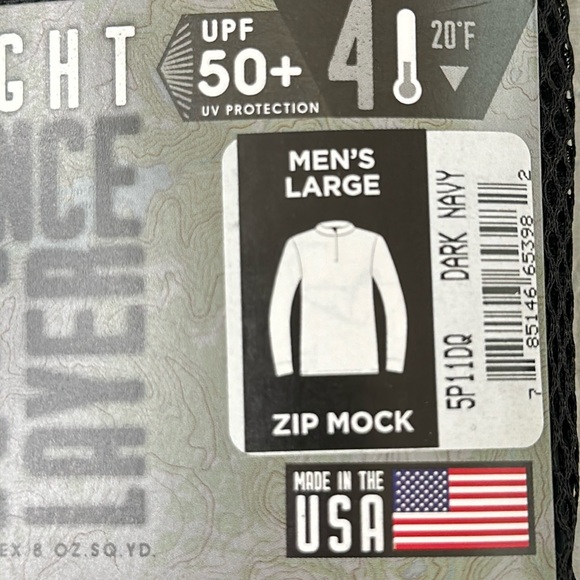 GHT
UPF
50+
UV PROTECTION
4
20°F
NCE
LAYER
MEN'S
LARGE
ZIP MOCK
5P11DQ DARK NAVY
7 85146 65398 2
MADE IN THE
USA
EX 8 OZ.SQ.YD.